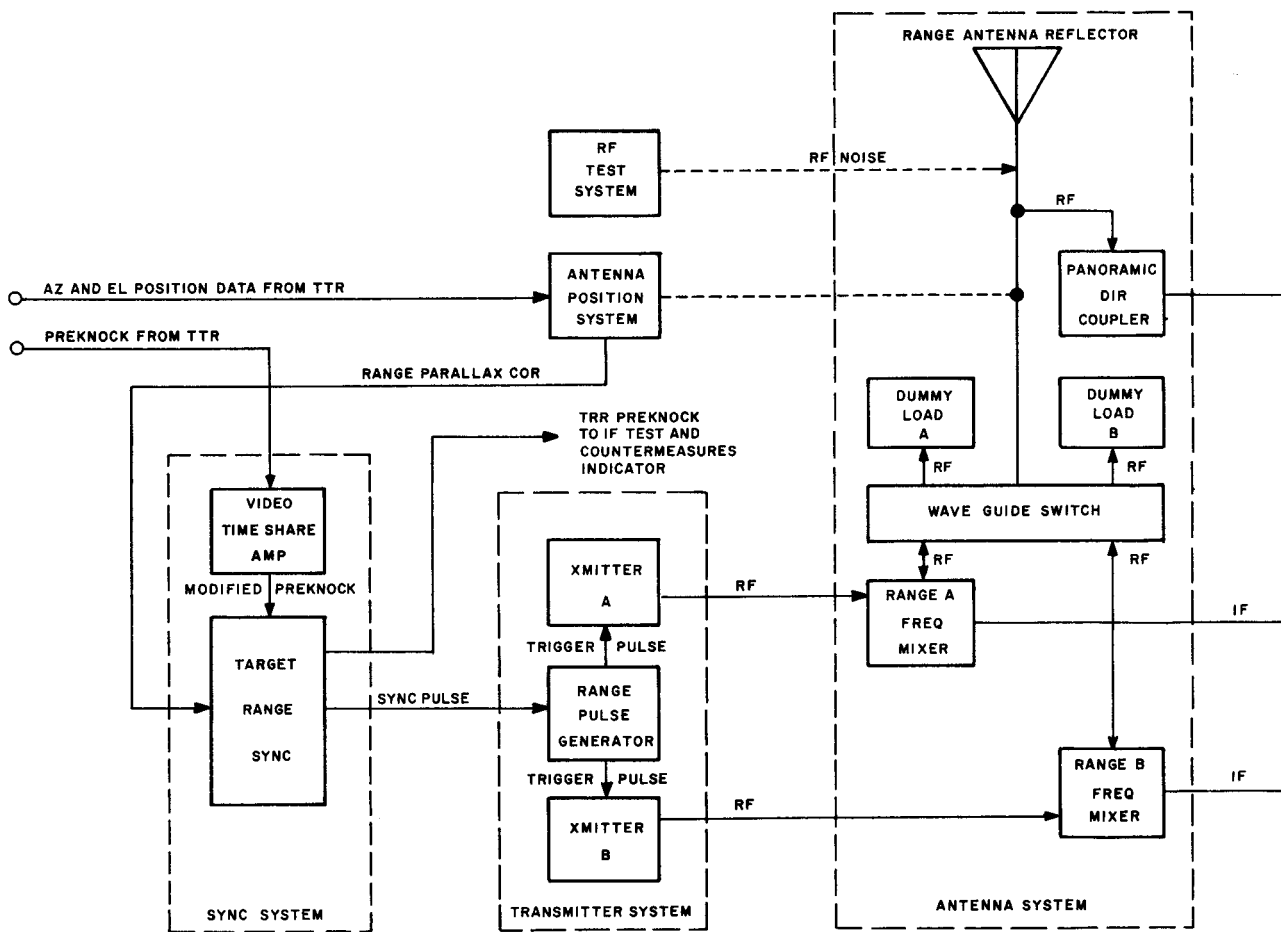 RANGE ANTENNA REFLECTOR
RF
TEST
SYSTEM
RF NOISE
RF
ANTENNA
POSITION
SYSTEM
PANORAMIC
DIR
COUPLER
AZ AND EL POSITION DATA FROM TTR
PREKNOCK FROM TTR
RANGE PARALLAX COR
DUMMY
LOAD
A
DUMMY
LOAD
B
TRR PREKNOCK
TO IF TEST AND
COUNTERMEASURES
INDICATOR
RF
RF
VIDEO
TIME SHARE
AMP
WAVE GUIDE SWITCH
MODIFIED PREKNOCK
XMITTER
A
RF
RF
RF
RANGE A
FREQ
MIXER
IF
TARGET
RANGE
SYNC
TRIGGER PULSE
SYNC PULSE
RANGE
PULSE
GENERATOR
TRIGGER PULSE
RANGE B
FREQ
MIXER
IF
XMITTER
B
RF
SYNC SYSTEM
TRANSMITTER SYSTEM
ANTENNA SYSTEM